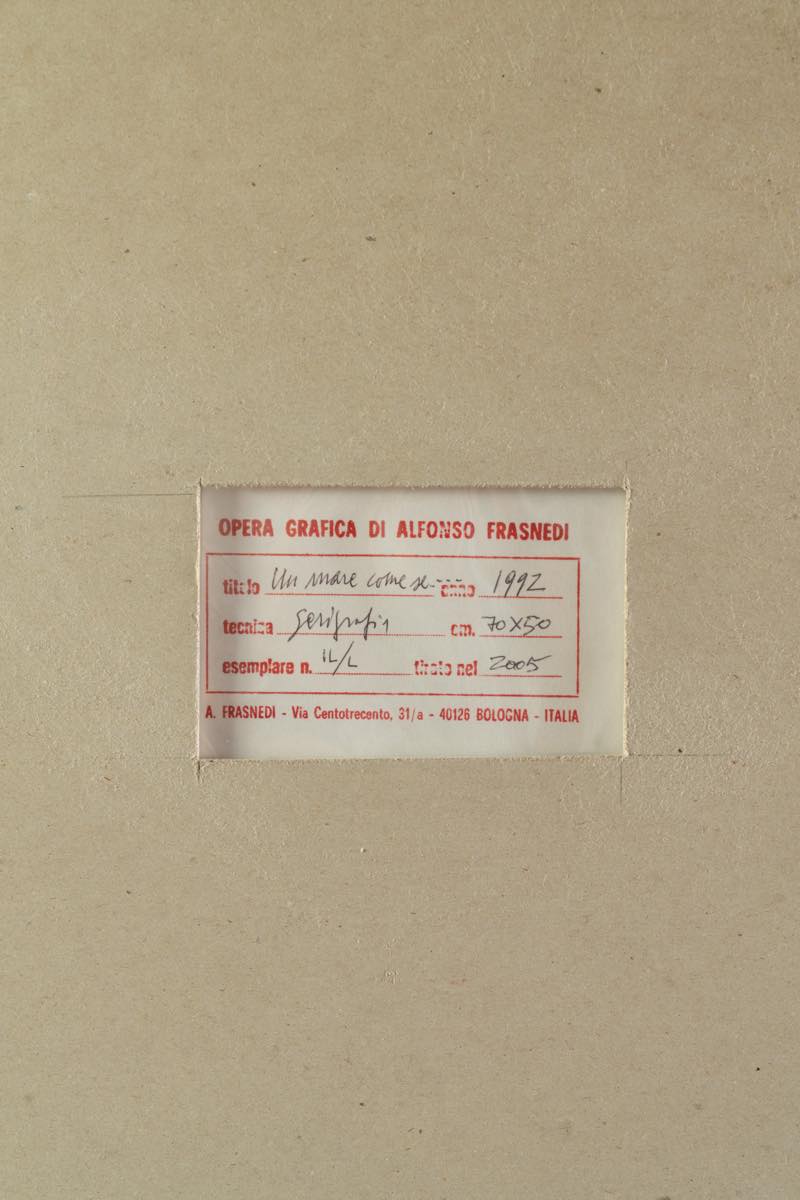 OPERA GRAFICA DI ALFONSO FRASNEDI
titolo Un mare come se... anno 1992
tecnica Serigrafia cm. 70X50
esemplare n. IL/L tirato nel 2005
A. FRASNEDI - Via Centotrecento, 31/a - 40126 BOLOGNA - ITALIA